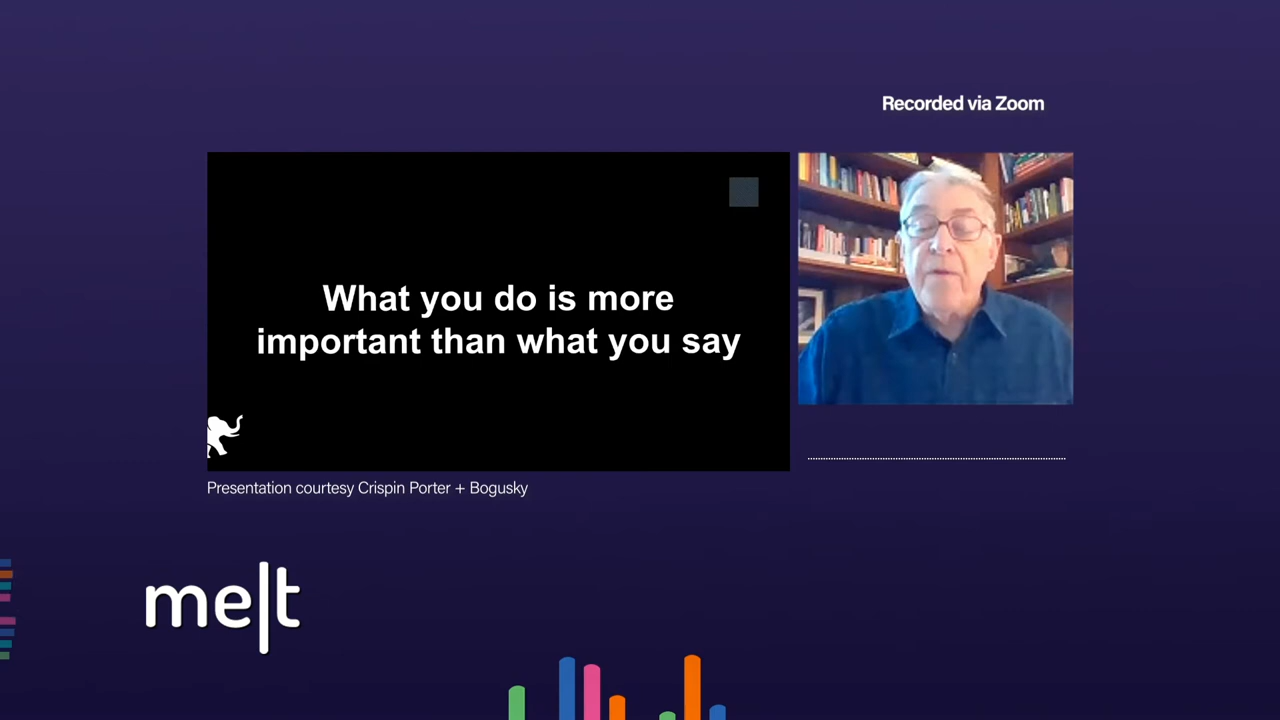 Recorded via Zoom
What you do is more
important than what you say
Presentation courtesy Crispin Porter + Bogusky
melt